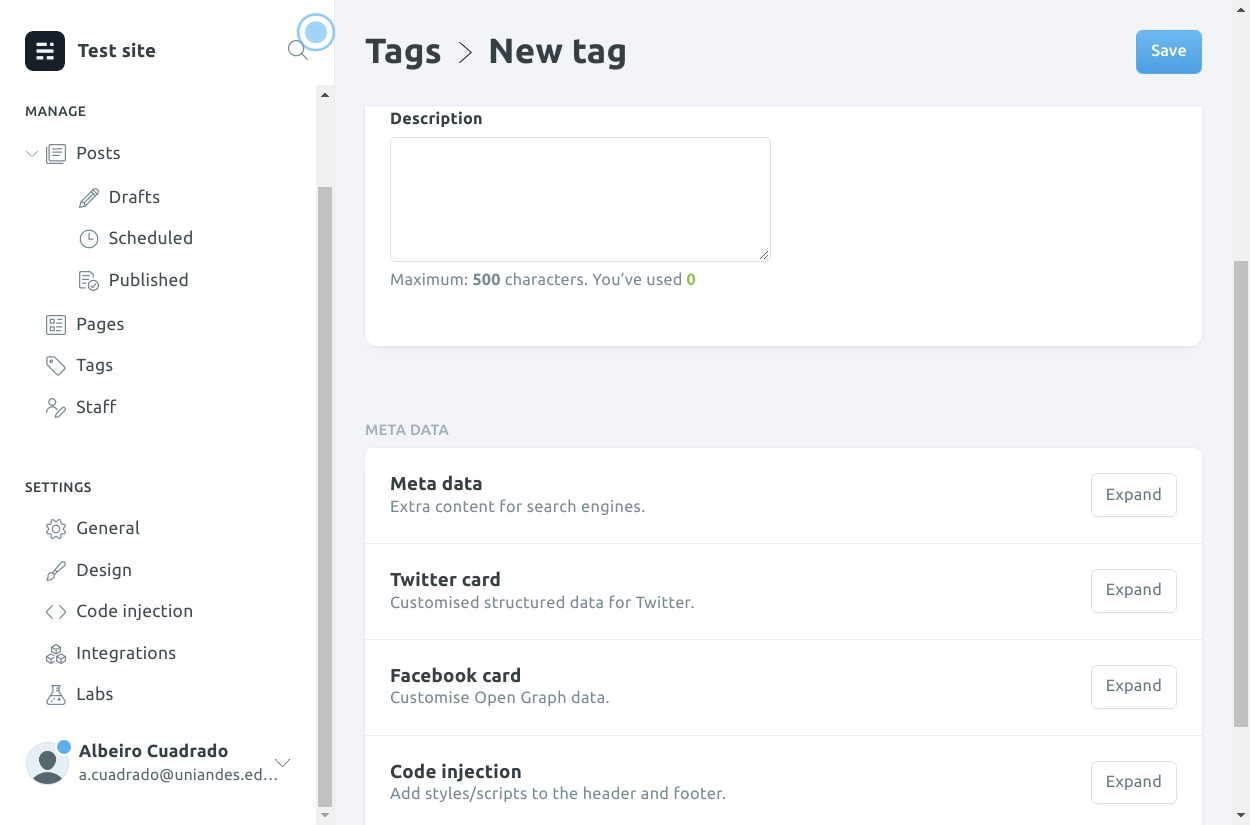 Test site
MANAGE
Posts
Drafts
Scheduled
Published
Pages
Tags
Staff
SETTINGS
General
Design
Code injection
Integrations
Labs
Albeiro Cuadrado
a.cuadrado@uniandes.ed...
Tags > New tag
Save
Description
Maximum: 500 characters. You’ve used 0
META DATA
Meta data
Extra content for search engines.
Expand
Twitter card
Customised structured data for Twitter.
Expand
Facebook card
Customise Open Graph data.
Expand
Code injection
Add styles/scripts to the header and footer.
Expand